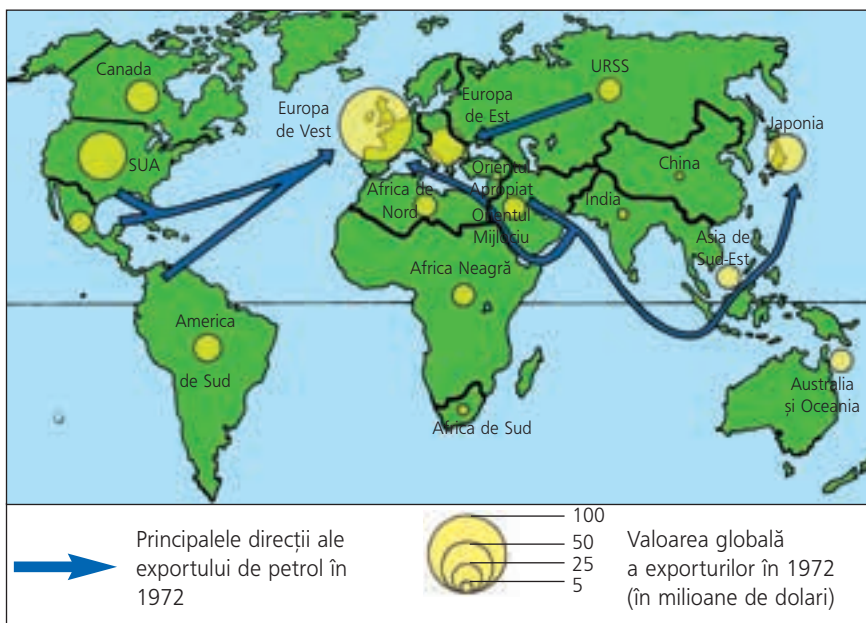 Canada
URSS
Europa
de Vest
Europa
de Est
Japonia
SUA
China
Orientul
Apropiat
Africa de
Nord
India
Orientul
Mijlociu
Asia de
Sud-Est
Africa Neagră
America
de Sud
Australia
și Oceania
Africa de Sud
Principalele direcții ale
exportului de petrol în
1972
100
50
25
5
Valoarea globală
a exporturilor în 1972
(în milioane de dolari)